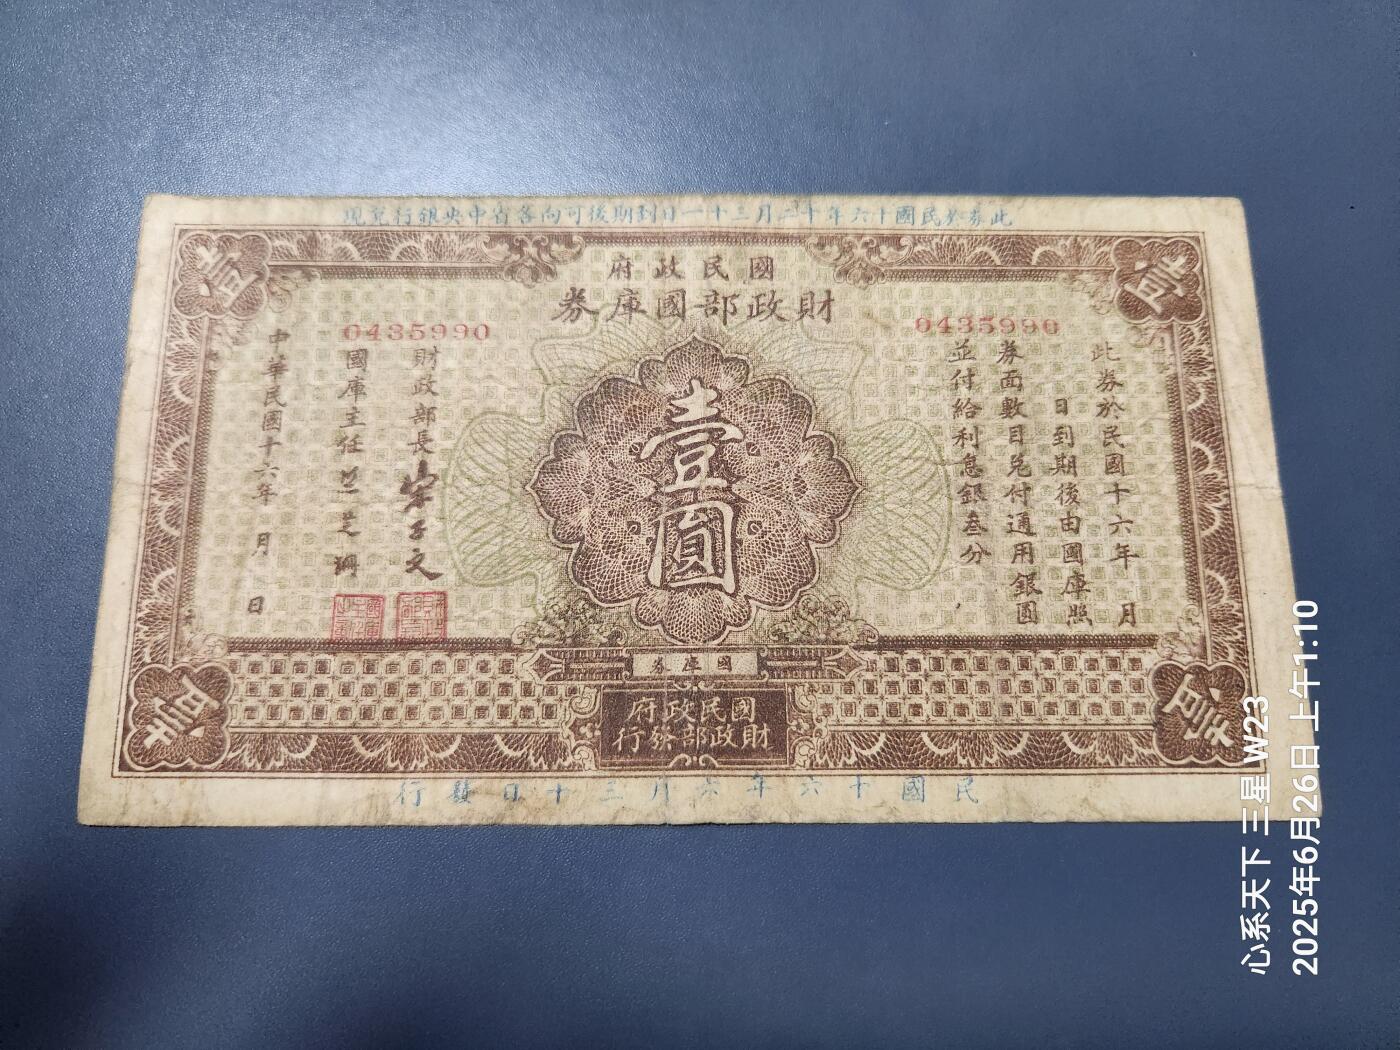 此券於民國十六年十二月三十一日到期後可向各省中央銀行兌現
國民政府
財政部國庫券
0435990
0435990
此券於民國十六年 月
日到期後由國庫照
券面數目兌付通用銀圓
並付給利息銀叁分
壹圓
財政部長 宋子文
國庫主任
中華民國十六年 月 日
壹
壹
圓
圓
國庫券
國民政府
財政部發行
民國十六年六月三十日發行
心系天下 三星 W23
2025年6月26日 上午1:10